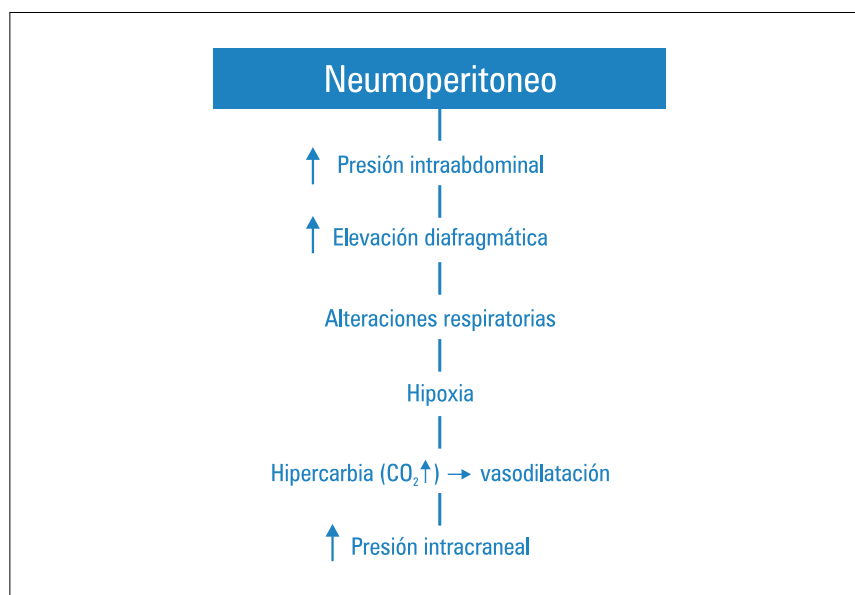 Neumoperitoneo
↑ Presión intraabdominal
↑ Elevación diafragmática
Alteraciones respiratorias
Hipoxia
Hipercarbia (CO₂↑) → vasodilatación
↑ Presión intracraneal